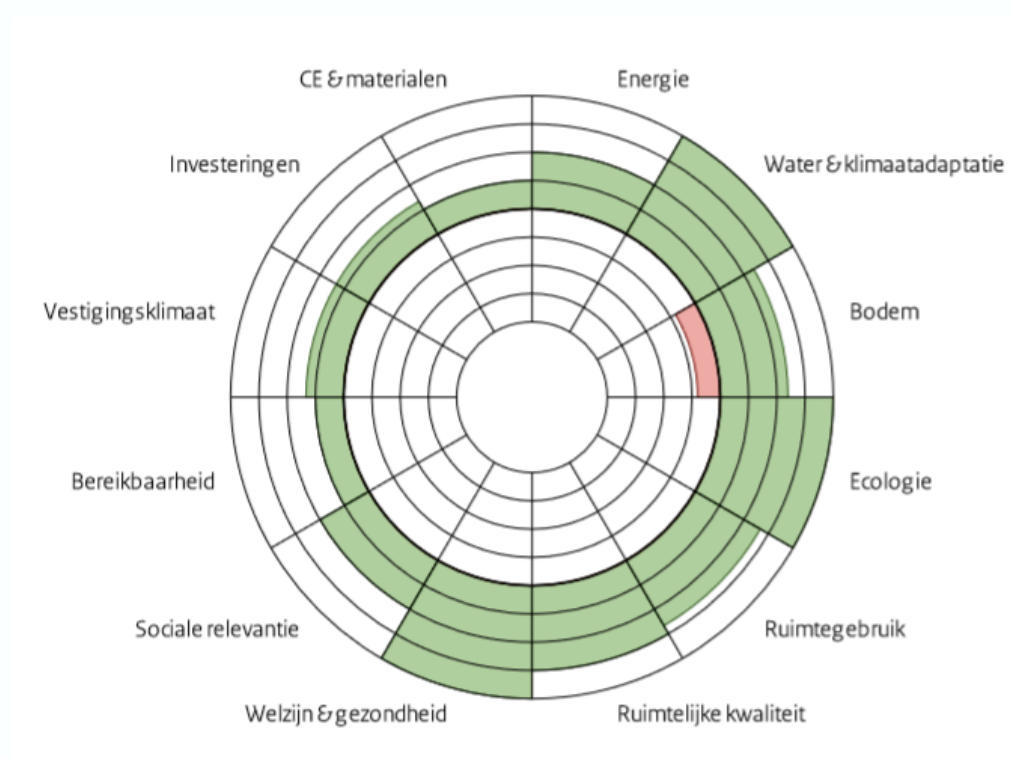 CE & materialen
Energie
Investeringen
Water & klimaatadaptatie
Vestigingsklimaat
Bodem
Bereikbaarheid
Ecologie
Sociale relevantie
Ruimtegebruik
Welzijn & gezondheid
Ruimtelijke kwaliteit